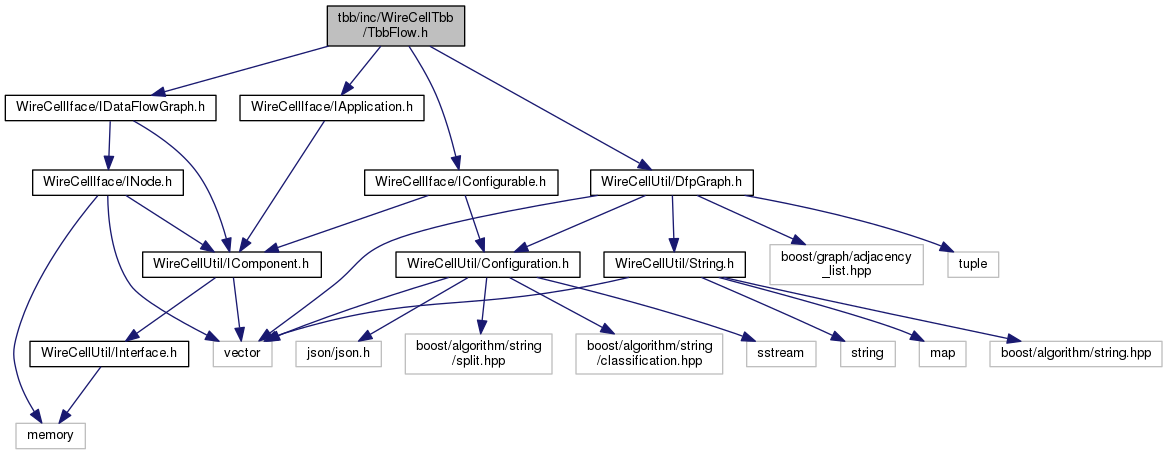 tbb/inc/WireCellTbb
/TbbFlow.h
WireCellIface/IDataFlowGraph.h
WireCellIface/IApplication.h
WireCellIface/INode.h
WireCellIface/IConfigurable.h
WireCellUtil/DfpGraph.h
WireCellUtil/IComponent.h
WireCellUtil/Configuration.h
WireCellUtil/String.h
boost/graph/adjacency
_list.hpp
tuple
WireCellUtil/Interface.h
vector
json/json.h
boost/algorithm/string
/split.hpp
boost/algorithm/string
/classification.hpp
sstream
string
map
boost/algorithm/string.hpp
memory